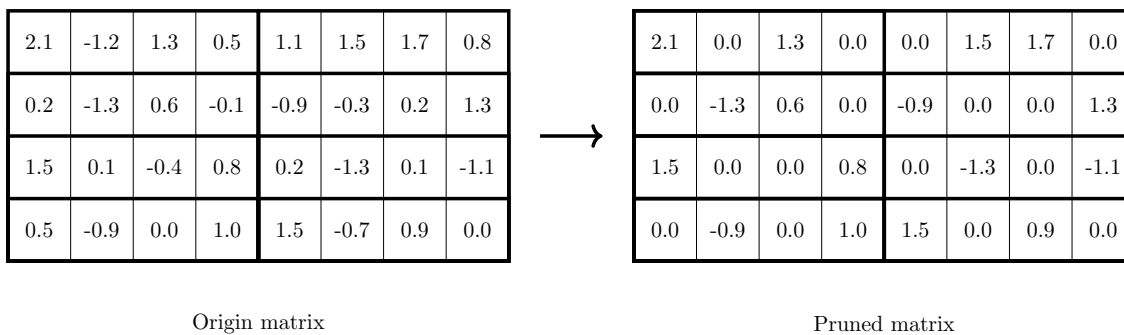 2.1 -1.2 1.3 0.5 1.1 1.5 1.7 0.8
0.2 -1.3 0.6 -0.1 -0.9 -0.3 0.2 1.3
1.5 0.1 -0.4 0.8 0.2 -1.3 0.1 -1.1
0.5 -0.9 0.0 1.0 1.5 -0.7 0.9 0.0
Origin matrix
2.1 0.0 1.3 0.0 0.0 1.5 1.7 0.0
0.0 -1.3 0.6 0.0 -0.9 0.0 0.0 1.3
1.5 0.0 0.0 0.8 0.0 -1.3 0.0 -1.1
0.0 -0.9 0.0 1.0 1.5 0.0 0.9 0.0
Pruned matrix